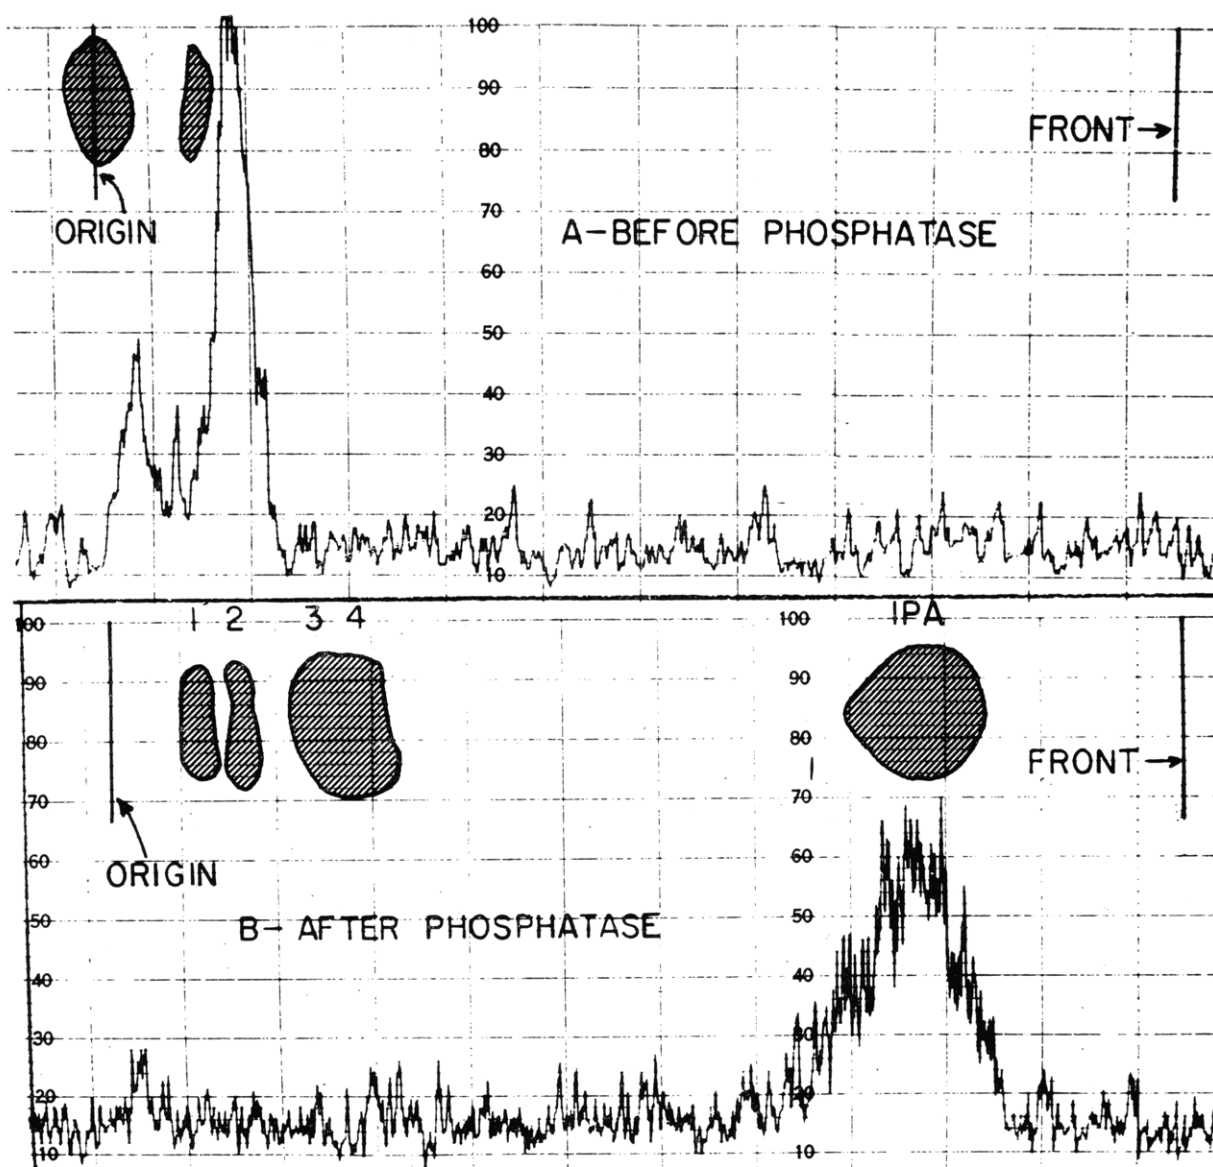 100
90
FRONT
80
ORIGIN
70
A-BEFORE PHOSPHATASE
60
50
40
30
20
10
1 2 3 4 IPA
100 100
90 90
80 80
FRONT
70 70
ORIGIN
60 60
B- AFTER PHOSPHATASE
50 50
40 40
30 30
20 20
10 10